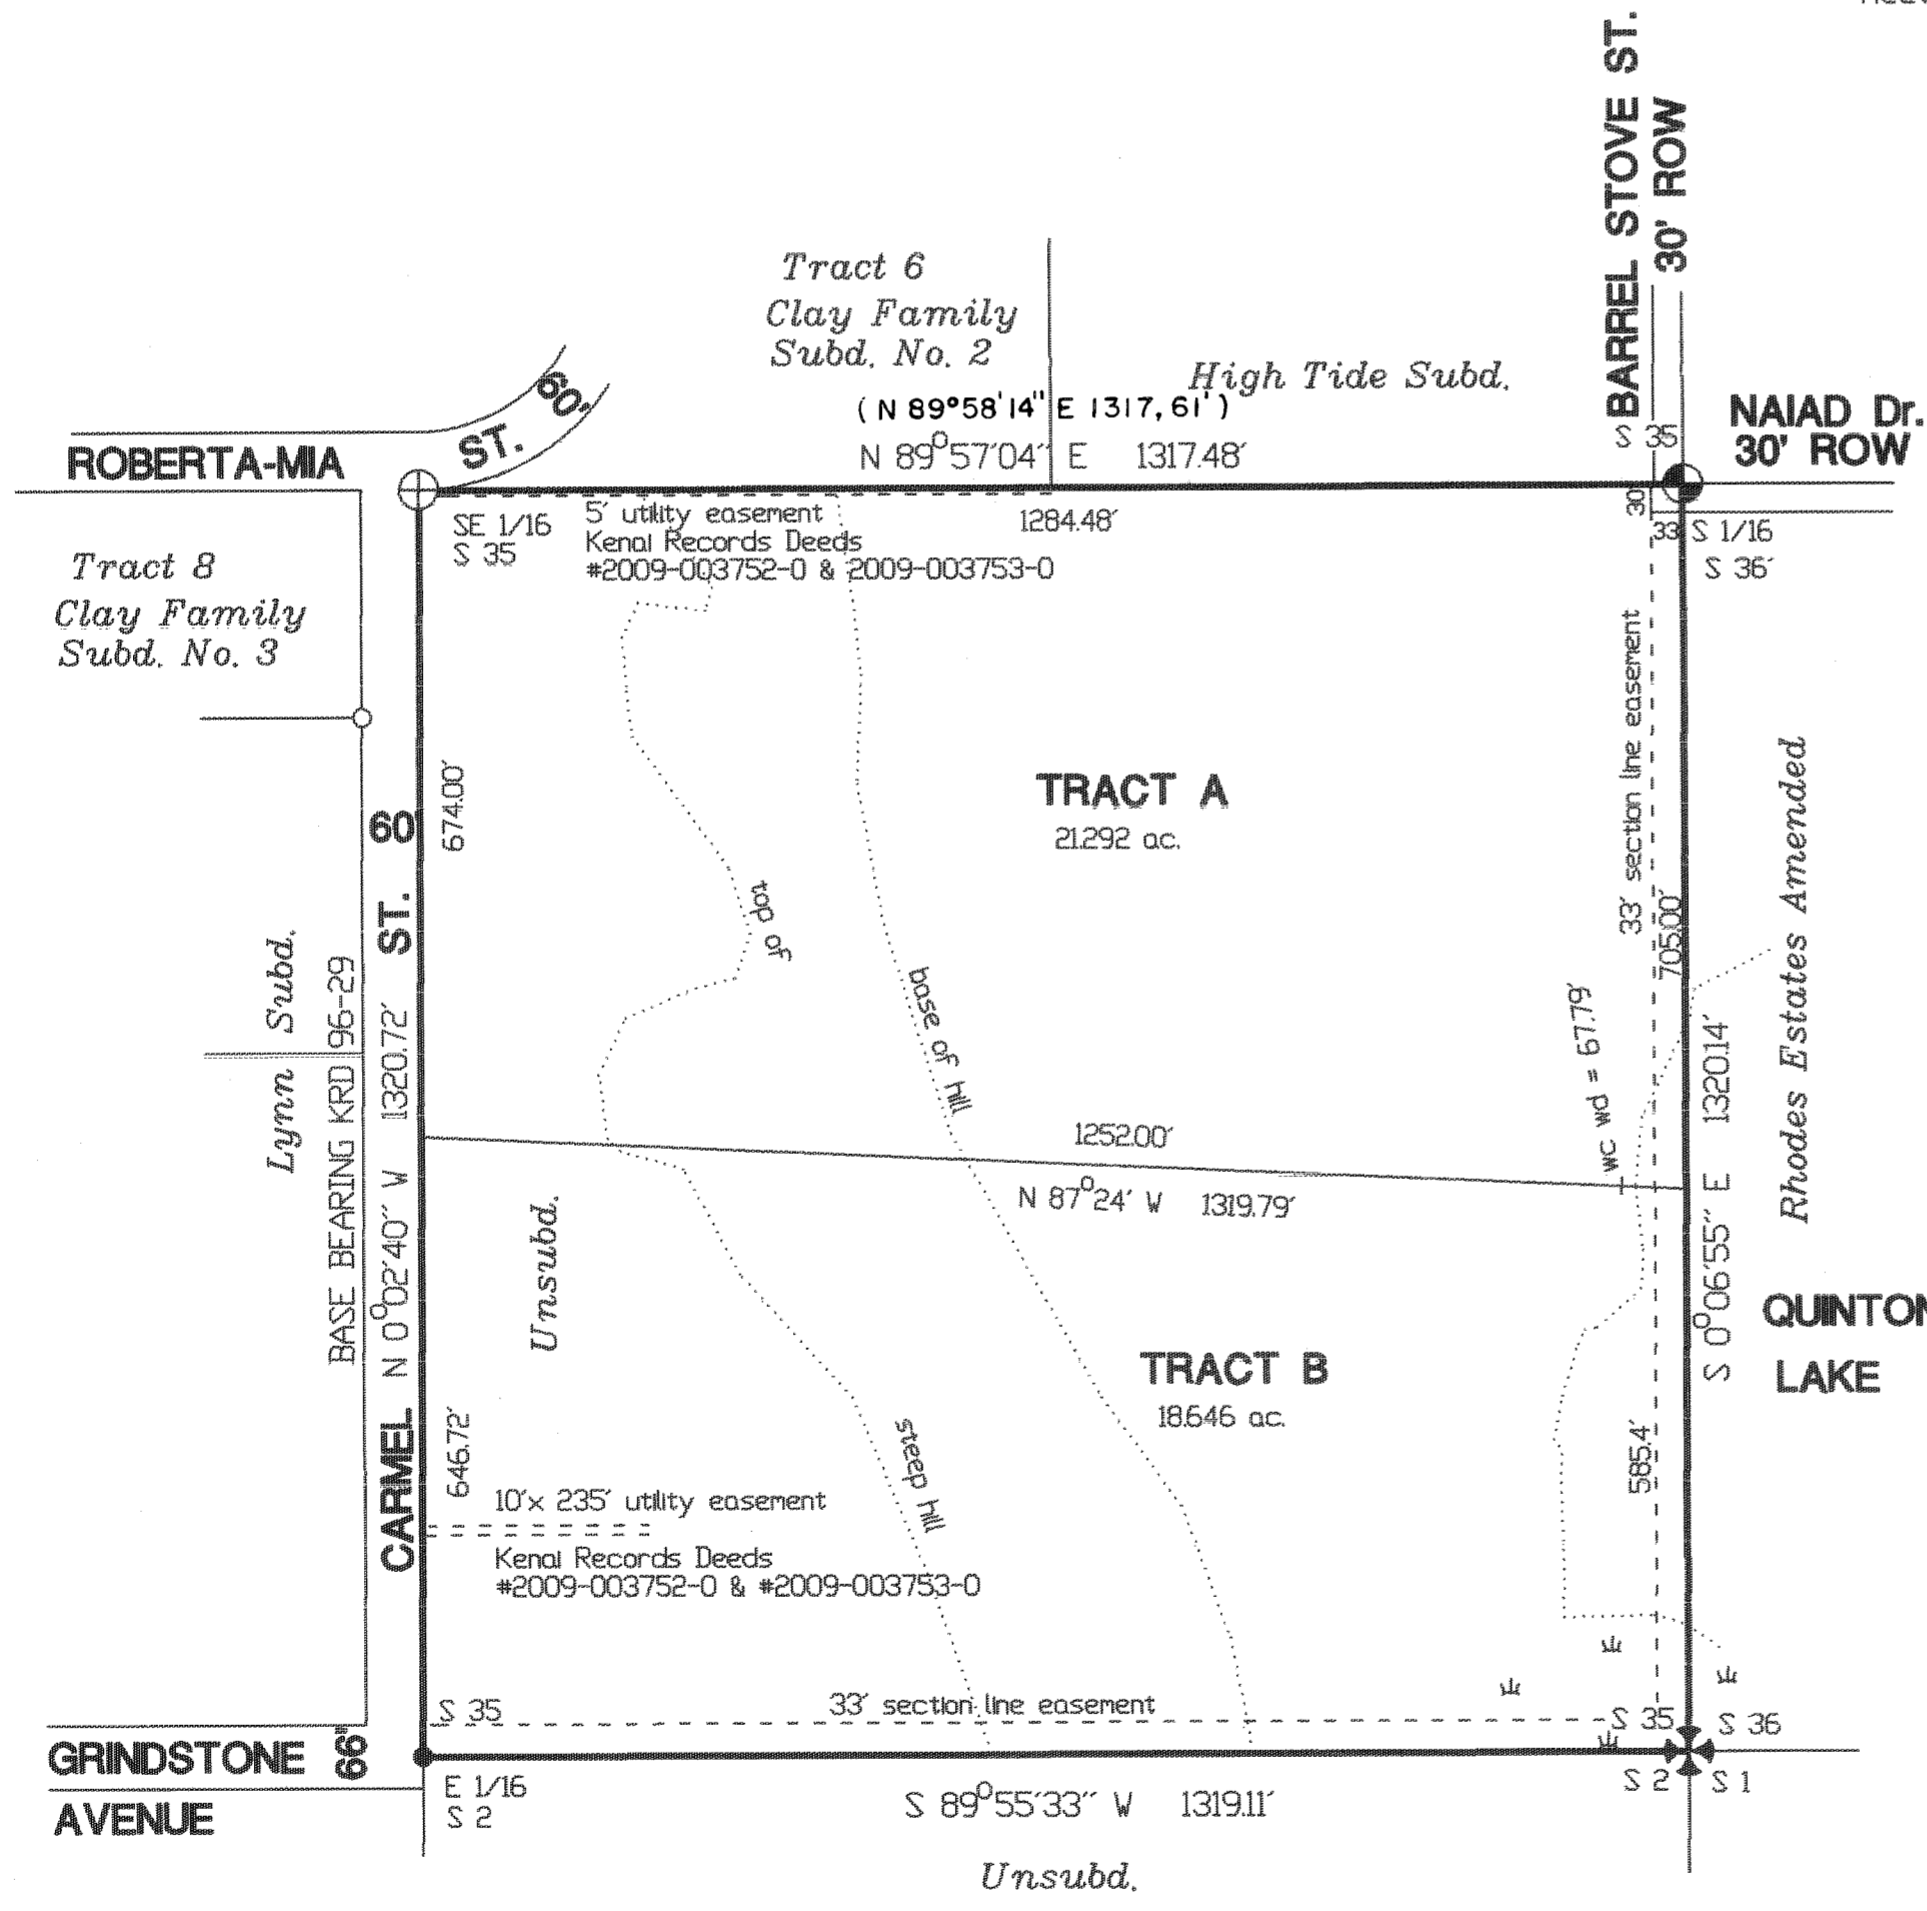 BARREL STOVE ST.
30' ROW
Tract 6
Clay Family
Subd. No. 2
High Tide Subd.
( N 89°58'14" E 1317,61' )
N 89°57'04" E 1317.48'
S 35
NAIAD Dr.
30' ROW
ROBERTA-MIA
ST.
60'
SE 1/16
S 35
5' utility easement
Kenai Records Deeds
#2009-003752-0 & 2009-003753-0
1284.48'
30
33
S 1/16
S 36
Tract 8
Clay Family
Subd. No. 3
674.00'
TRACT A
21.292 ac.
33' section line easement
705.00'
Rhodes Estates Amended
60'
ST.
CARMEL
N 0°02'40" W 1320.72'
BASE BEARING KRD 96-29
Lynn Subd.
top of
base of hill
wc wd = 67.79'
1252.00'
N 87°24' W 1319.79'
S 0°06'55" E 1320.14'
Unsubd.
QUINTON
LAKE
TRACT B
18.646 ac.
steep hill
585.4'
646.72'
10' x 235' utility easement
Kenai Records Deeds
#2009-003752-0 & #2009-003753-0
S 35
33' section line easement
S 35
S 36
GRINDSTONE
66'
AVENUE
E 1/16
S 2
S 89°55'33" W 1319.11'
S 2
S 1
Unsubd.